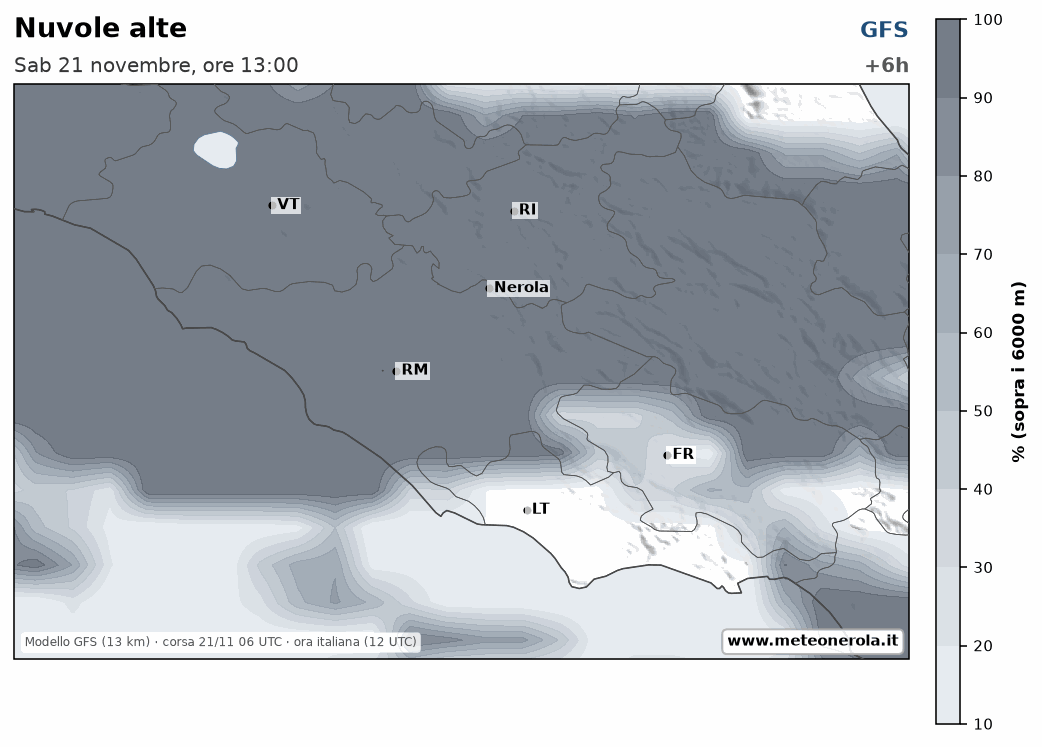 Nuvole alte
GFS
Sab 21 novembre, ore 13:00
+6h
VT
RI
Nerola
RM
FR
LT
Modello GFS (13 km) · corsa 21/11 06 UTC · ora italiana (12 UTC)
www.meteonerola.it
100
90
80
70
60
50
40
30
20
10
% (sopra i 6000 m)